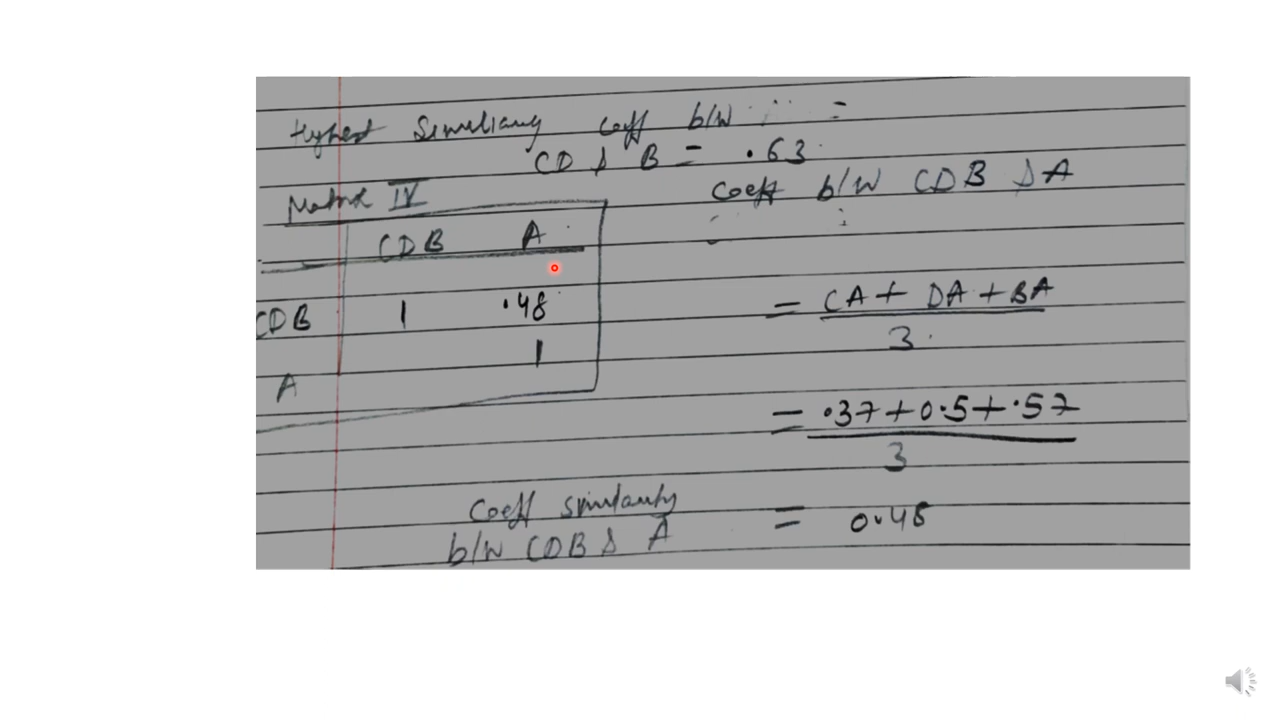 Highest Similiarity Coeff b/w =
CD & B = .63
Matrix IV
CDB A
CDB 1 .48
A 1
Coeff b/w CDB & A
= CA + DA + BA
3
= .37+0.5+.57
3
Coeff similarity = 0.48
b/w CDB & A